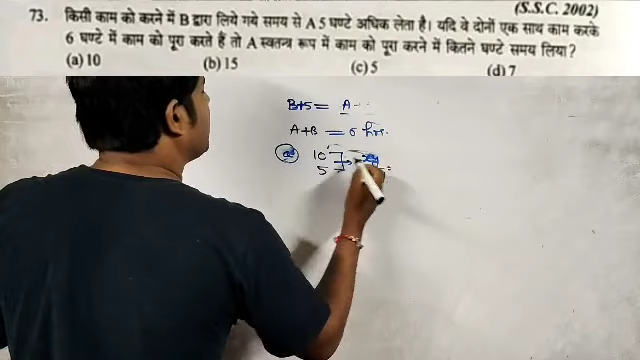 (S.S.C. 2002)
73. किसी काम को करने में B द्वारा लिये गये समय से A 5 घण्टे अधिक लेता है। यदि वे दोनों एक साथ काम करके
6 घण्टे में काम को पूरा करते हैं तो A स्वतन्त्र रूप में काम को पूरा करने में कितने घण्टे समय लिया?
(a) 10 (b) 15 (c) 5 (d) 7
B+5 = A
A+B = 6 hrs.
(a) 10
5